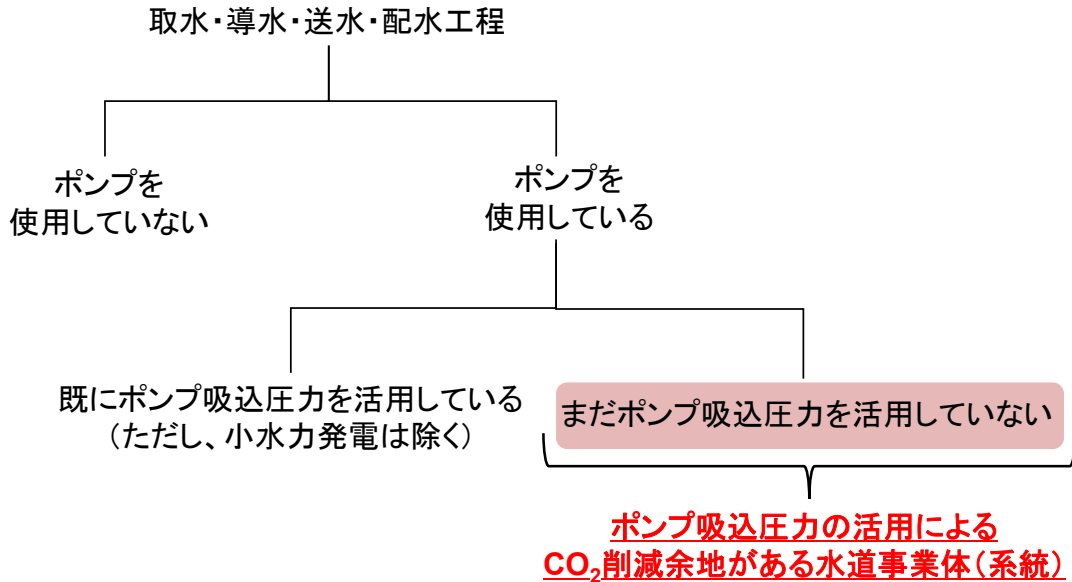 取水・導水・送水・配水工程
ポンプを
使用していない
ポンプを
使用している
既にポンプ吸込圧力を活用している
（ただし、小水力発電は除く）
まだポンプ吸込圧力を活用していない
ポンプ吸込圧力の活用による
CO₂削減余地がある水道事業体（系統）